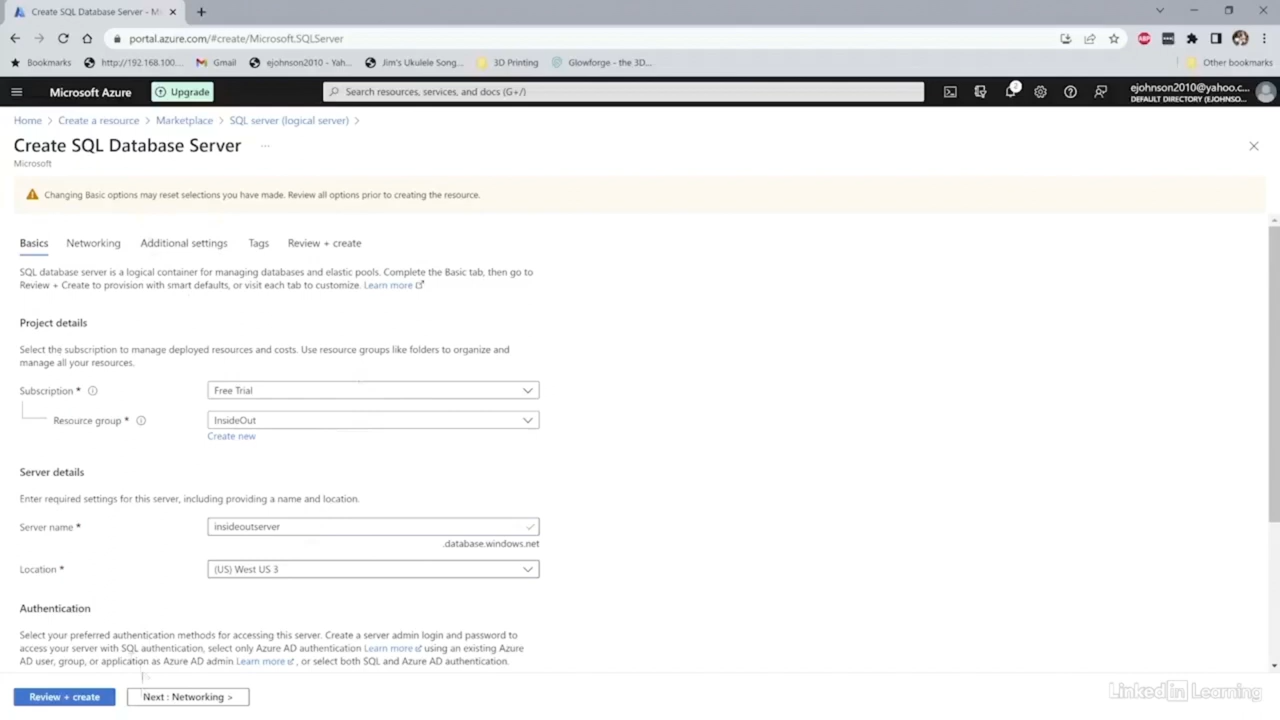 Create SQL Database Server - Mi
portal.azure.com/#create/Microsoft.SQLServer
ABP
Bookmarks
http://192.168.100....
Gmail
ejohnson2010 - Yah...
Jim's Ukulele Song...
3D Printing
Glowforge - the 3D...
Other bookmarks
Microsoft Azure
Upgrade
Search resources, services, and docs (G+/)
2
ejohnson2010@yahoo.c...
DEFAULT DIRECTORY (EJOHNSO...
Home > Create a resource > Marketplace > SQL server (logical server) >
Create SQL Database Server ...
Microsoft
Changing Basic options may reset selections you have made. Review all options prior to creating the resource.
Basics Networking Additional settings Tags Review + create
SQL database server is a logical container for managing databases and elastic pools. Complete the Basic tab, then go to
Review + Create to provision with smart defaults, or visit each tab to customize. Learn more
Project details
Select the subscription to manage deployed resources and costs. Use resource groups like folders to organize and
manage all your resources.
Subscription *
Free Trial
Resource group *
InsideOut
Create new
Server details
Enter required settings for this server, including providing a name and location.
Server name *
insideoutserver
.database.windows.net
Location *
(US) West US 3
Authentication
Select your preferred authentication methods for accessing this server. Create a server admin login and password to
access your server with SQL authentication, select only Azure AD authentication Learn more using an existing Azure
AD user, group, or application as Azure AD admin Learn more , or select both SQL and Azure AD authentication.
Review + create
Next : Networking >
Linked in Learning